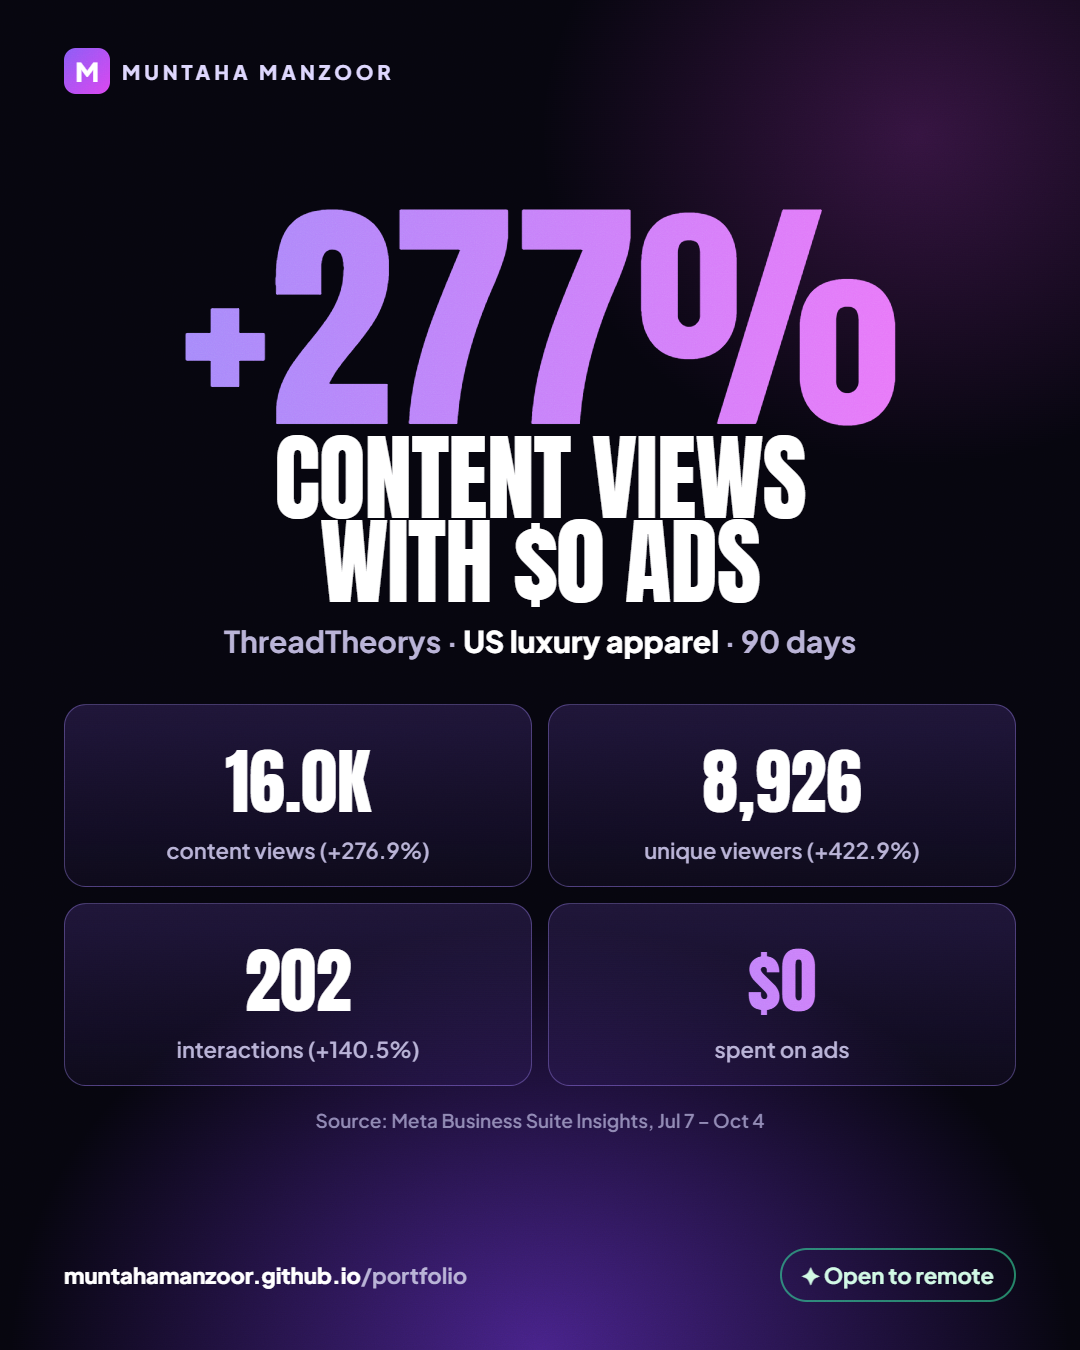 M MUNTAHA MANZOOR
+277%
CONTENT VIEWS
WITH $0 ADS
ThreadTheorys · US luxury apparel · 90 days
16.0K
content views (+276.9%)
8,926
unique viewers (+422.9%)
202
interactions (+140.5%)
$0
spent on ads
Source: Meta Business Suite Insights, Jul 7 – Oct 4
muntahamanzoor.github.io/portfolio
✦ Open to remote